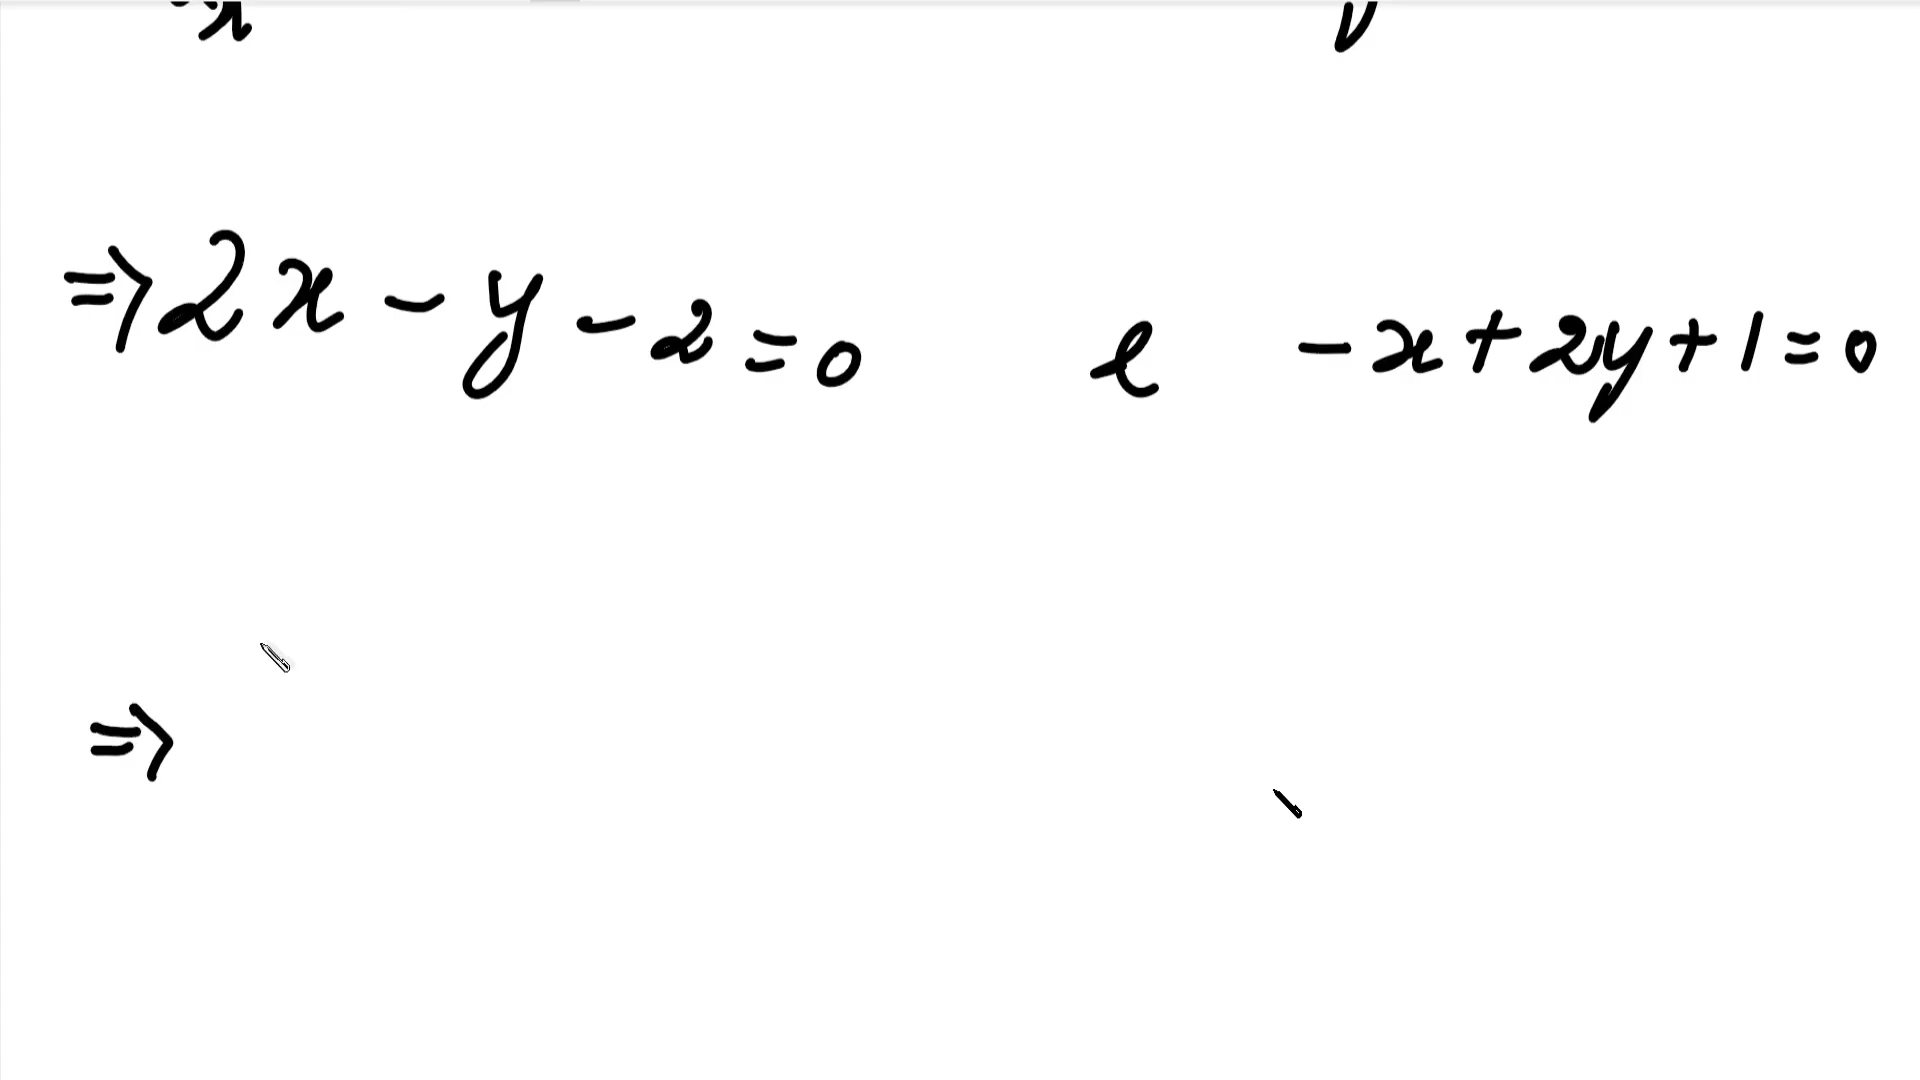 ⇒ 2x - y - 2 = 0 & -x + 2y + 1 = 0
⇒